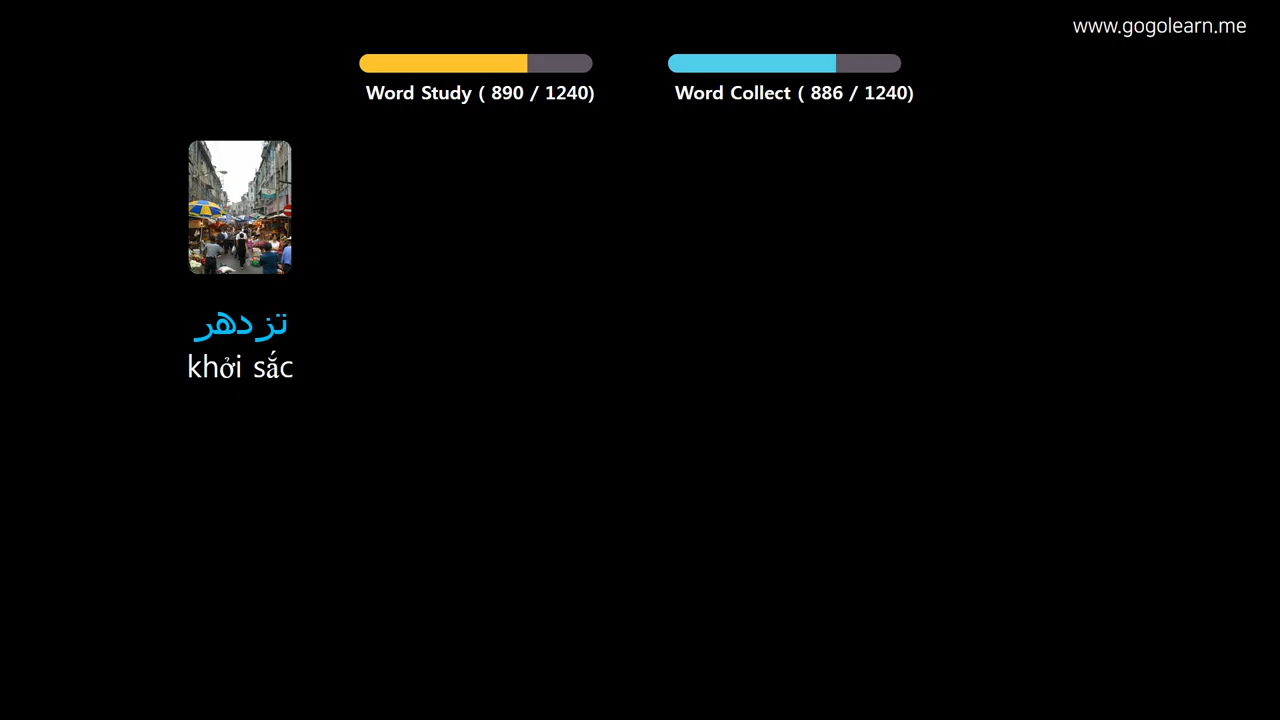 www.gogolearn.me
Word Study ( 890 / 1240)
Word Collect ( 886 / 1240)
تزدهر
khởi sắc